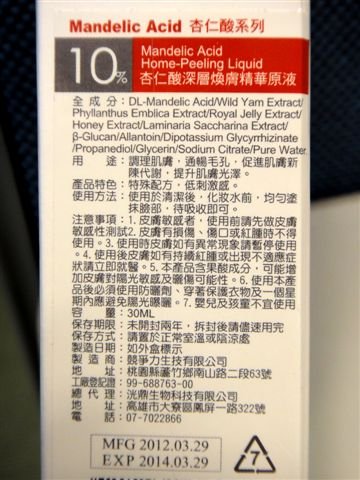 Mandelic Acid 杏仁酸系列
10%
Mandelic Acid
Home-Peeling Liquid
杏仁酸深層煥膚精華原液
全成分：DL-Mandelic Acid/Wild Yam Extract/
Phyllanthus Emblica Extract/Royal Jelly Extract/
Honey Extract/Laminaria Saccharina Extract/
β-Glucan/Allantoin/Dipotassium Glycyrrhizinate
/Propanediol/Glycerin/Sodium Citrate/Pure Water
用途：調理肌膚，通暢毛孔，促進肌膚新
陳代謝，提升肌膚光澤。
產品特色：特殊配方，低刺激感。
使用方法：使用於清潔後，化妝水前，均勻塗
抹臉部，待吸收即可。
注意事項：1.皮膚敏感者，使用前請先做皮膚
敏感性測試2.皮膚有損傷、傷口或紅腫時不得
使用。3.使用時皮膚如有異常現象請暫停使用
。4.使用後皮膚如有持續紅腫或出現不適應症
狀請立即就醫。5.本產品含果酸成分，可能增
加皮膚對陽光敏感及曬傷可能性。6.使用本產
品後必須使用防曬劑、穿著保護衣物及一個星
期內應避免陽光曝曬。7.嬰兒及孩童不宜使用
容量：30ML
保存期限：未開封兩年，拆封後請儘速用完
保存方式：請置於正常室溫或陰涼處
製造日期：如外盒標示
製造商：競爭力生技有限公司
地址：桃園縣蘆竹鄉南山路二段63號
工廠登記證：99-688763-00
總代理：洸鼎生物科技有限公司
地址：高雄市大寮區鳳屏一路322號
電話：07-7022866
MFG 2012.03.29
EXP 2014.03.29
7